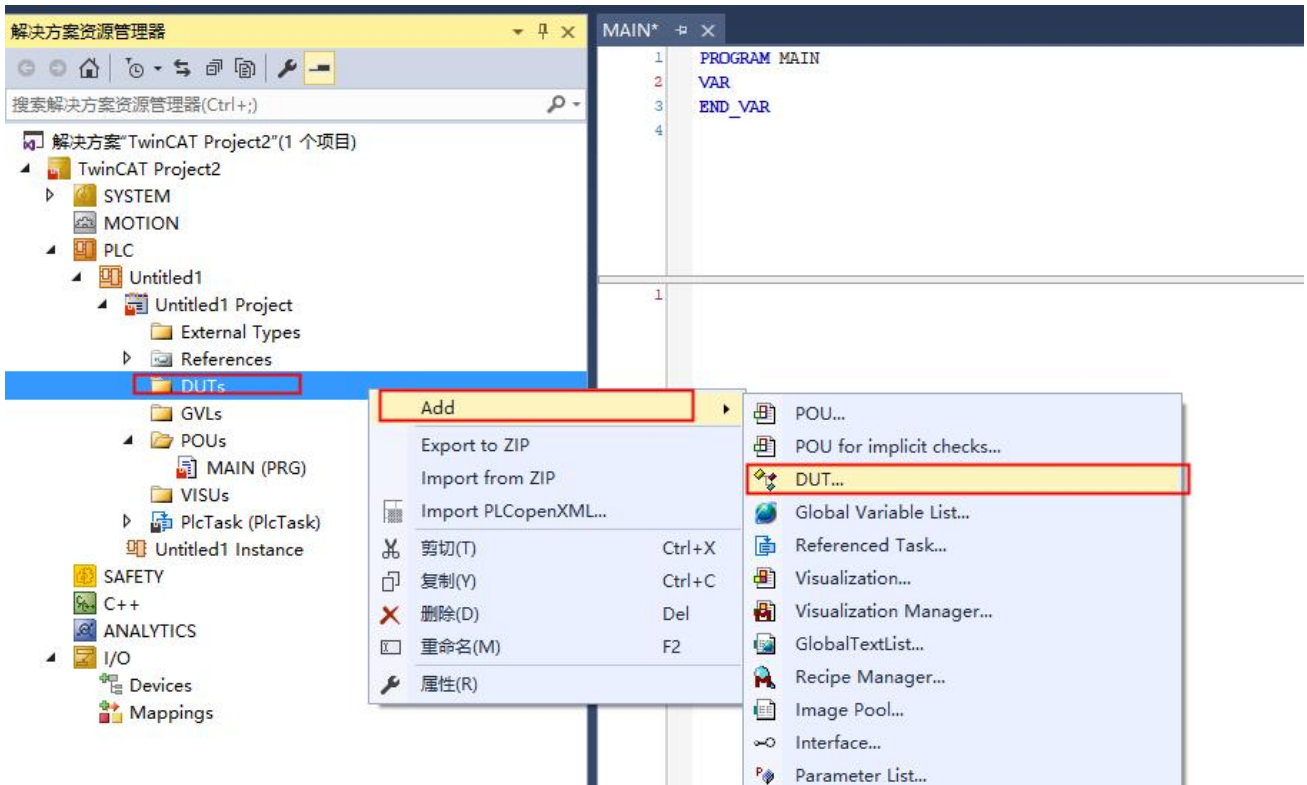 解决方案资源管理器
搜索解决方案资源管理器(Ctrl+;)
解决方案"TwinCAT Project2"(1 个项目)
TwinCAT Project2
SYSTEM
MOTION
PLC
Untitled1
Untitled1 Project
External Types
References
DUTs
GVLs
POUs
MAIN (PRG)
VISUs
PlcTask (PlcTask)
Untitled1 Instance
SAFETY
C++
ANALYTICS
I/O
Devices
Mappings
MAIN*
1 PROGRAM MAIN
2 VAR
3 END_VAR
4
1
Add
Export to ZIP
Import from ZIP
Import PLCopenXML...
剪切(T) Ctrl+X
复制(Y) Ctrl+C
删除(D) Del
重命名(M) F2
属性(R)
POU...
POU for implicit checks...
DUT...
Global Variable List...
Referenced Task...
Visualization...
Visualization Manager...
GlobalTextList...
Recipe Manager...
Image Pool...
Interface...
Parameter List...